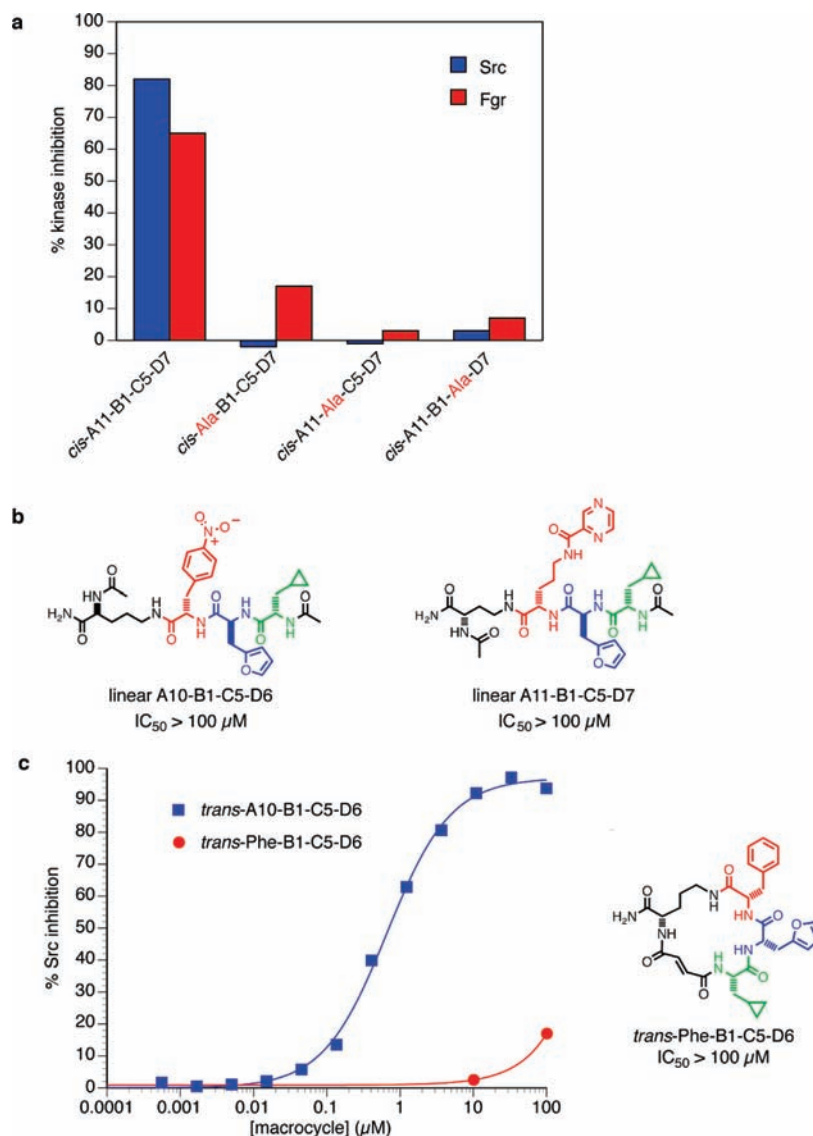 a
100
90
80
70
60
50
40
30
20
10
0
% kinase inhibition
Src
Fgr
cis-A11-B1-C5-D7
cis-Ala-B1-C5-D7
cis-A11-Ala-C5-D7
cis-A11-B1-Ala-D7
b
linear A10-B1-C5-D6
IC50 > 100 µM
linear A11-B1-C5-D7
IC50 > 100 µM
c
100
90
80
70
60
50
40
30
20
10
0
% Src inhibition
trans-A10-B1-C5-D6
trans-Phe-B1-C5-D6
0.0001 0.001 0.01 0.1 1 10 100
[macrocycle] (µM)
trans-Phe-B1-C5-D6
IC50 > 100 µM